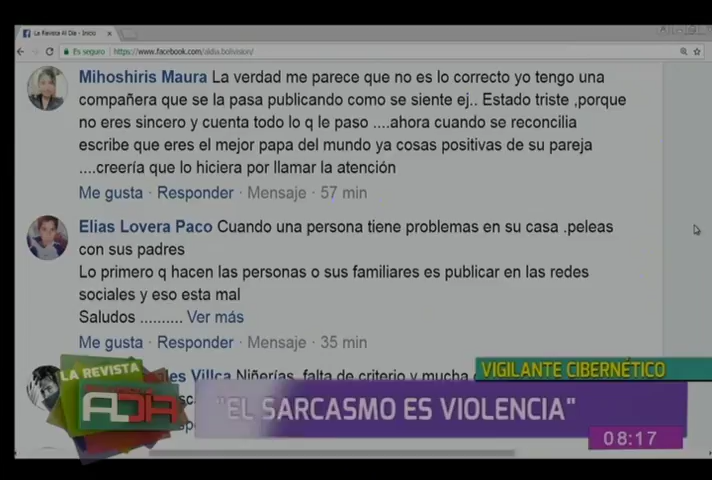 La Revista Al Día - Inicio
Es seguro | https://www.facebook.com/aldia.bolivision/
Mihoshiris Maura La verdad me parece que no es lo correcto yo tengo una
compañera que se la pasa publicando como se siente ej.. Estado triste ,porque
no eres sincero y cuenta todo lo q le paso ....ahora cuando se reconcilia
escribe que eres el mejor papa del mundo ya cosas positivas de su pareja
....creería que lo hiciera por llamar la atención
Me gusta · Responder · Mensaje · 57 min
Elias Lovera Paco Cuando una persona tiene problemas en su casa .peleas
con sus padres
Lo primero q hacen las personas o sus familiares es publicar en las redes
sociales y eso esta mal
Saludos .......... Ver más
Me gusta · Responder · Mensaje · 35 min
Villca Niñerías, falta de criterio y mucha
VIGILANTE CIBERNÉTICO
LA REVISTA
AL DÍA
"EL SARCASMO ES VIOLENCIA"
08:17